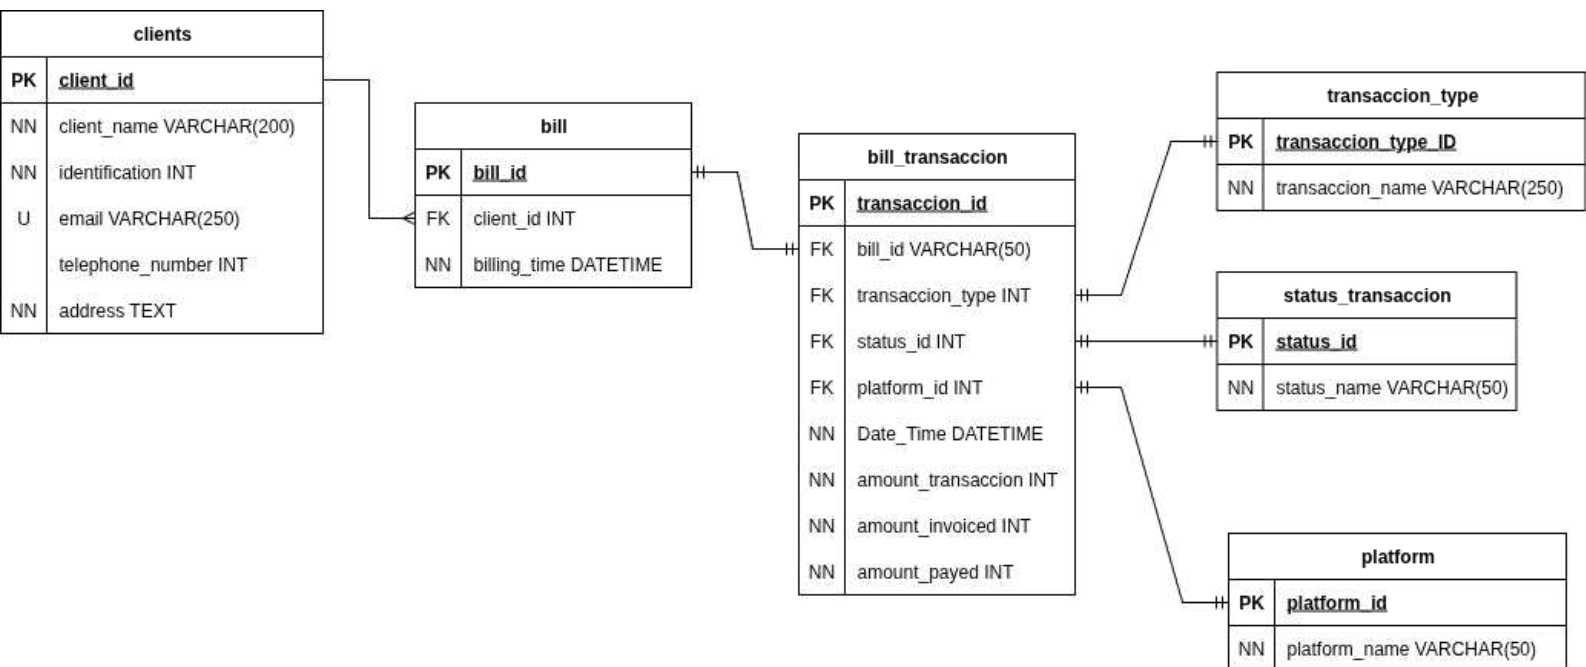 clients
PK client_id
NN client_name VARCHAR(200)
NN identification INT
U email VARCHAR(250)
telephone_number INT
NN address TEXT
bill
PK bill_id
FK client_id INT
NN billing_time DATETIME
bill_transaccion
PK transaccion_id
FK bill_id VARCHAR(50)
FK transaccion_type INT
FK status_id INT
FK platform_id INT
NN Date_Time DATETIME
NN amount_transaccion INT
NN amount_invoiced INT
NN amount_payed INT
transaccion_type
PK transaccion_type_ID
NN transaccion_name VARCHAR(250)
status_transaccion
PK status_id
NN status_name VARCHAR(50)
platform
PK platform_id
NN platform_name VARCHAR(50)